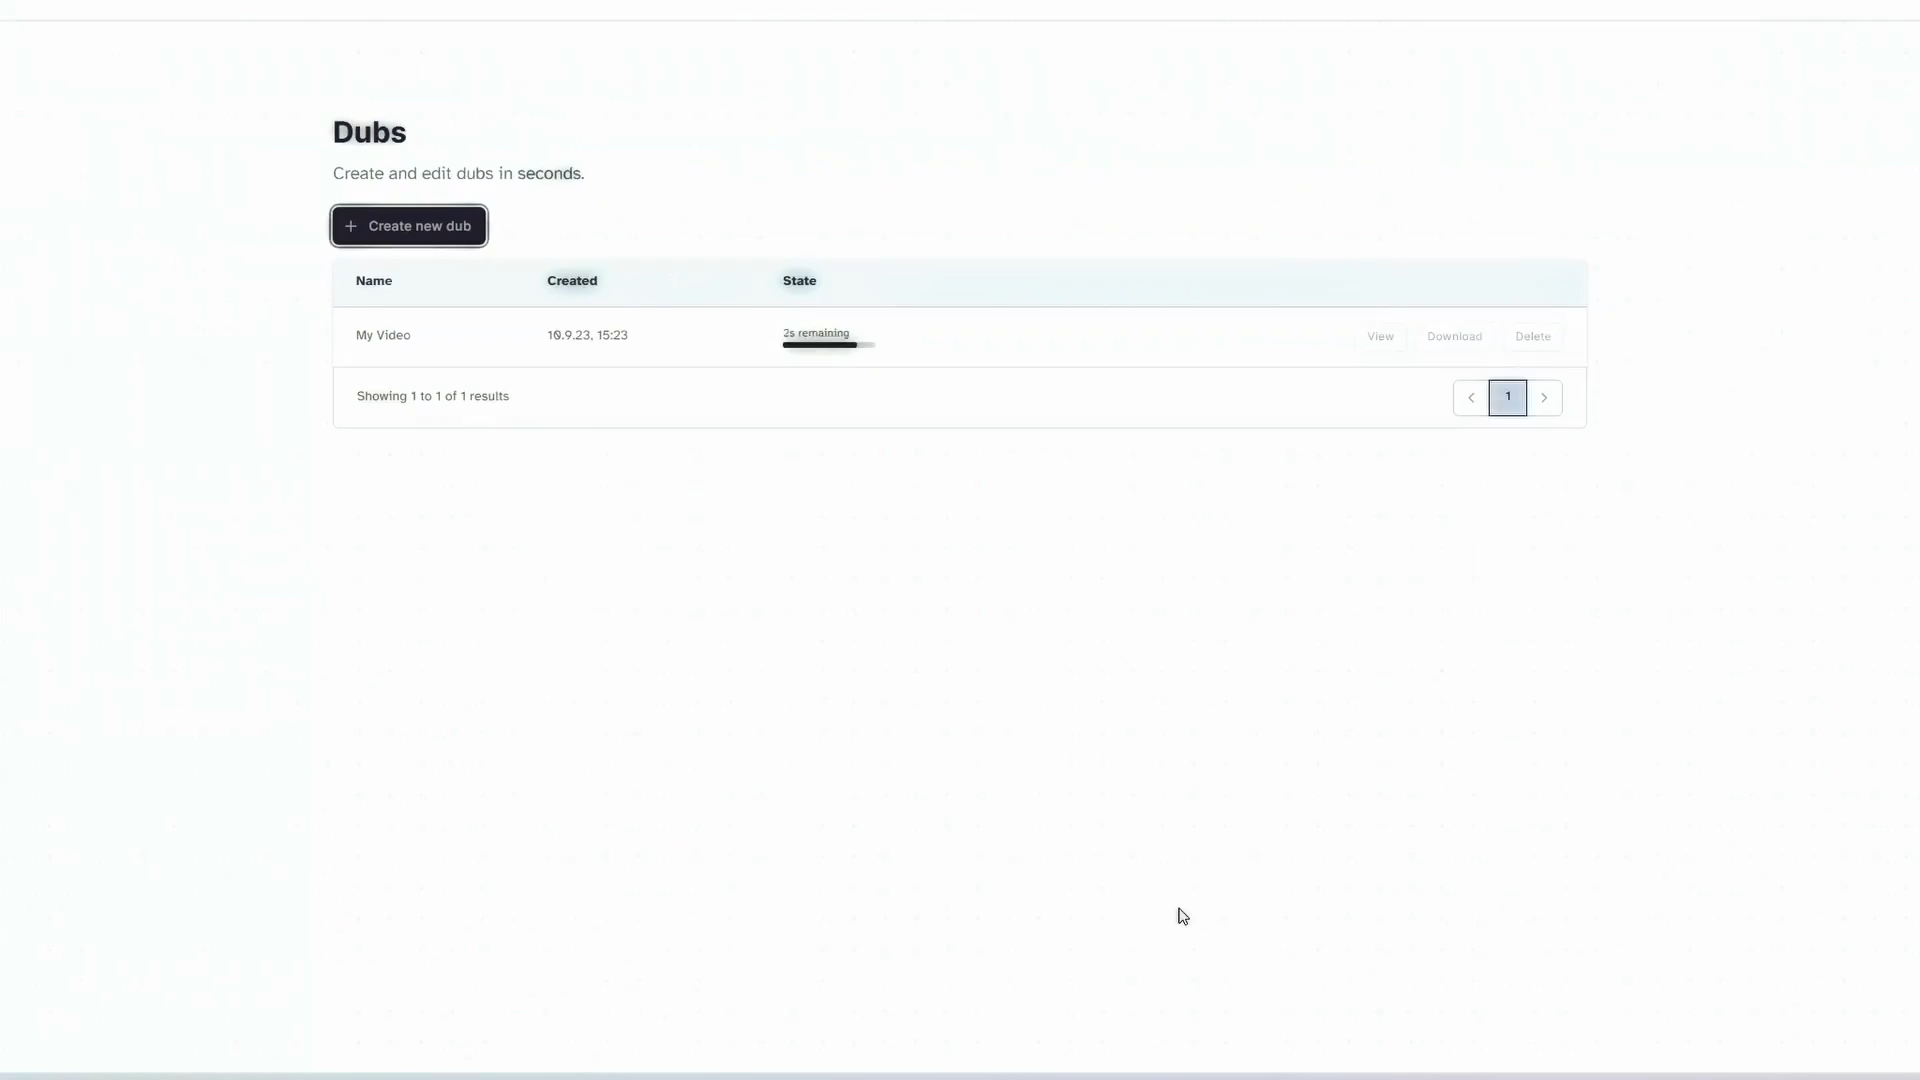 Dubs
Create and edit dubs in seconds.
+ Create new dub
Name Created State
My Video 10.9.23, 15:23 2s remaining View Download Delete
Showing 1 to 1 of 1 results 1